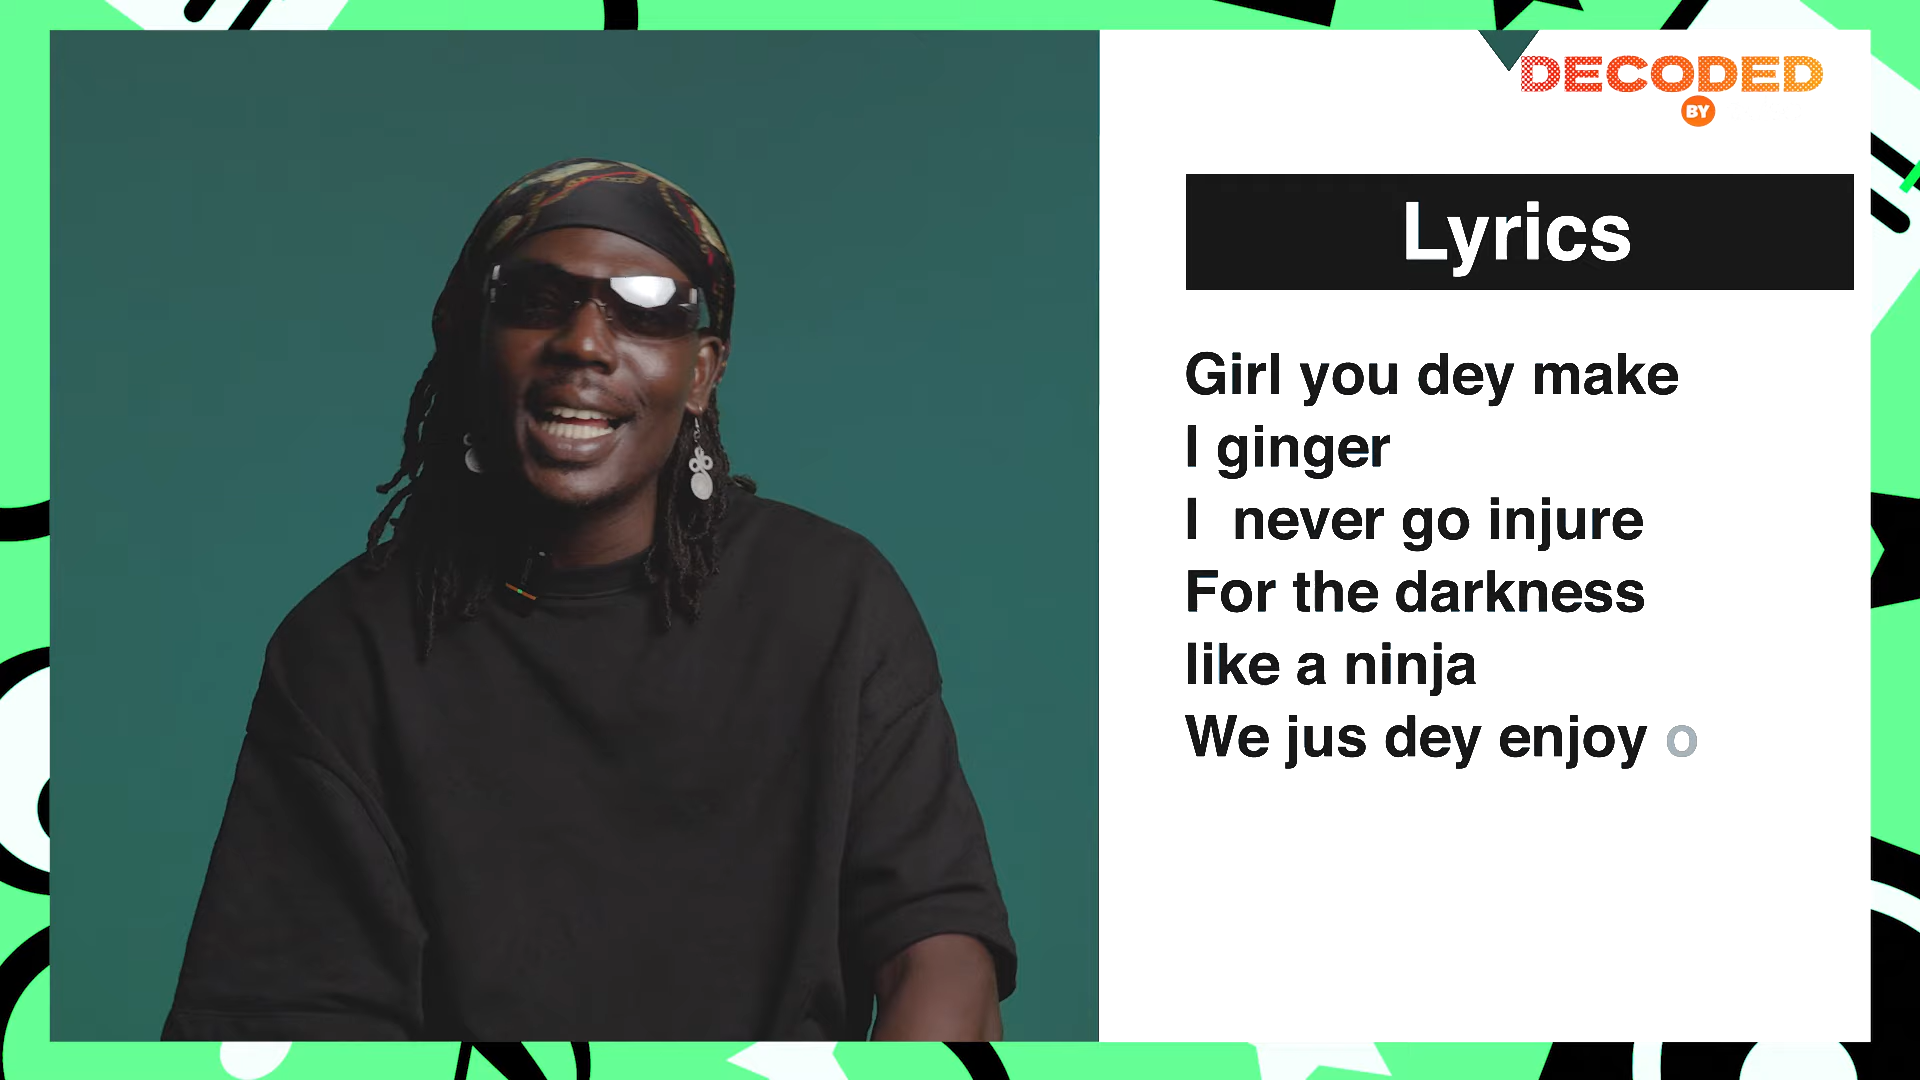 DECODED
BY
Lyrics
Girl you dey make
I ginger
I  never go injure
For the darkness
like a ninja
We jus dey enjoy o